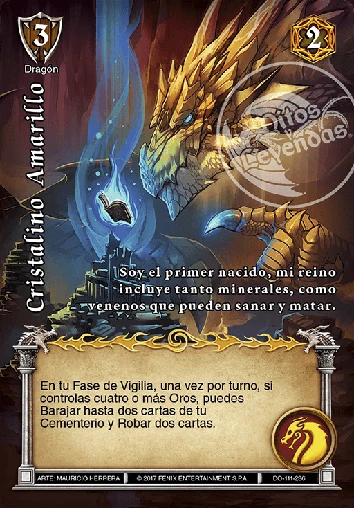 3
Dragón
2
Mitos
Leyendas
Cristalino Amarillo
Soy el primer nacido, mi reino
incluye tanto minerales, como
venenos que pueden sanar y matar.
En tu Fase de Vigilia, una vez por turno, si
controlas cuatro o más Oros, puedes
Barajar hasta dos cartas de tu
Cementerio y Robar dos cartas.
ARTE: MAURICIO HERRERA
© 2017 FENIX ENTERTAINMENT S.PA.